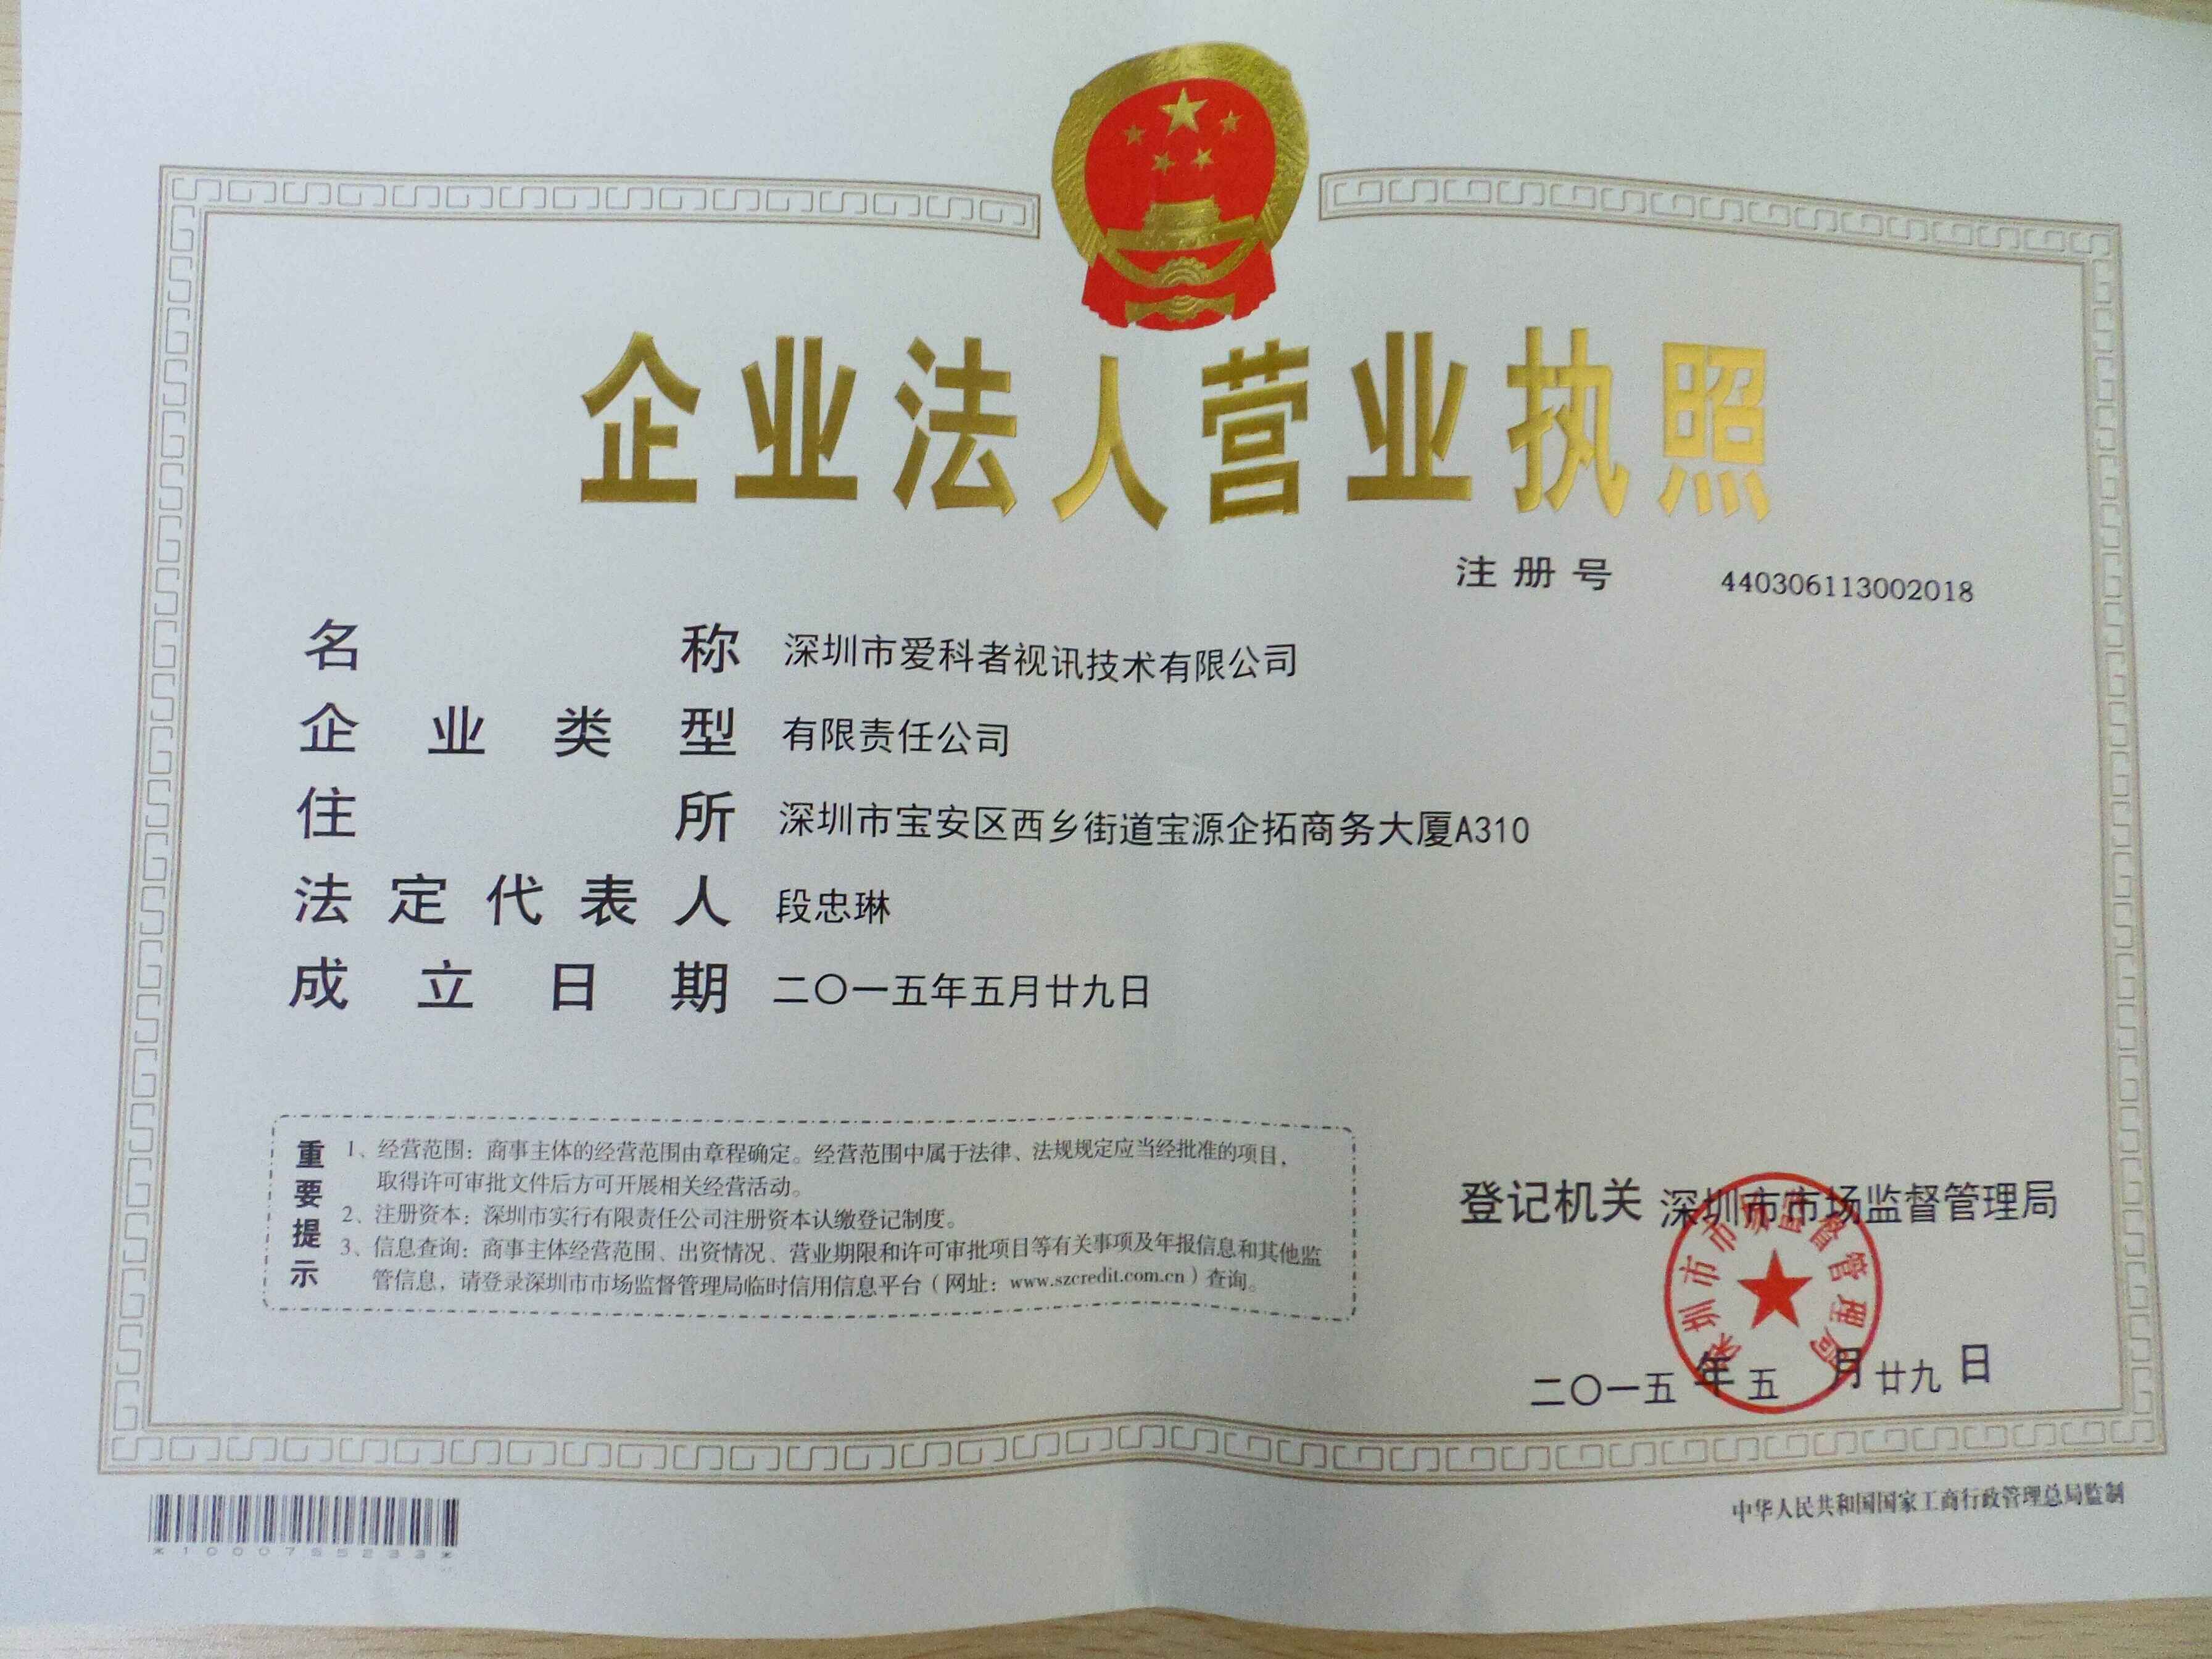 企业法人营业执照
注册号 440306113002018
名称 深圳市爱科者视讯技术有限公司
企业类型 有限责任公司
住所 深圳市宝安区西乡街道宝源企拓商务大厦A310
法定代表人 段忠琳
成立日期 二〇一五年五月廿九日
重要提示
1、经营范围：商事主体的经营范围由章程确定。经营范围中属于法律、法规规定应当经批准的项目，
取得许可审批文件后方可开展相关经营活动。
2、注册资本：深圳市实行有限责任公司注册资本认缴登记制度。
3、信息查询：商事主体经营范围、出资情况、营业期限和许可审批项目等有关事项及年报信息和其他监
管信息，请登录深圳市市场监督管理局临时信用信息平台（网址：www.szcredit.com.cn）查询。
登记机关 深圳市市场监督管理局
深圳市市场监督管理局
二〇一五年五月廿九日
中华人民共和国国家工商行政管理总局监制